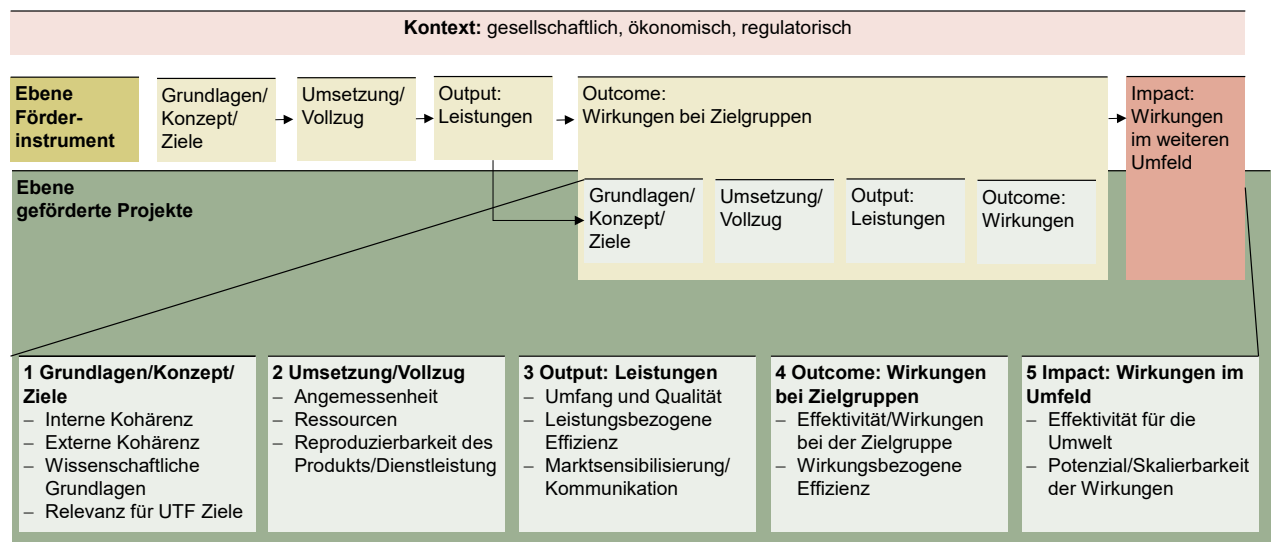 Kontext: gesellschaftlich, ökonomisch, regulatorisch
Ebene
Förder-
instrument
Grundlagen/
Konzept/
Ziele
Umsetzung/
Vollzug
Output:
Leistungen
Outcome:
Wirkungen bei Zielgruppen
Impact:
Wirkungen
im weiteren
Umfeld
Ebene
geförderte Projekte
Grundlagen/
Konzept/
Ziele
Umsetzung/
Vollzug
Output:
Leistungen
Outcome:
Wirkungen
1 Grundlagen/Konzept/
Ziele
– Interne Kohärenz
– Externe Kohärenz
– Wissenschaftliche
Grundlagen
– Relevanz für UTF Ziele
2 Umsetzung/Vollzug
– Angemessenheit
– Ressourcen
– Reproduzierbarkeit des
Produkts/Dienstleistung
3 Output: Leistungen
– Umfang und Qualität
– Leistungsbezogene
Effizienz
– Marktsensibilisierung/
Kommunikation
4 Outcome: Wirkungen
bei Zielgruppen
– Effektivität/Wirkungen
bei der Zielgruppe
– Wirkungsbezogene
Effizienz
5 Impact: Wirkungen im
Umfeld
– Effektivität für die
Umwelt
– Potenzial/Skalierbarkeit
der Wirkungen